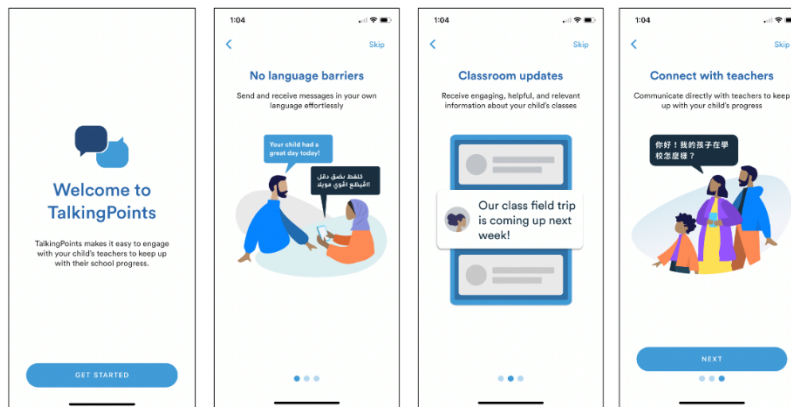 Welcome to
TalkingPoints
TalkingPoints makes it easy to engage
with your child's teachers to keep up
with their school progress.
GET STARTED
1:04
Skip
No language barriers
Send and receive messages in your own
language effortlessly
Your child had a
great day today!
1:04
Skip
Classroom updates
Receive engaging, helpful, and relevant
information about your child's classes
Our class field trip
is coming up next
week!
1:04
Skip
Connect with teachers
Communicate directly with teachers to keep
up with your child's progress
你好！我的孩子在學
校怎麼樣？
NEXT